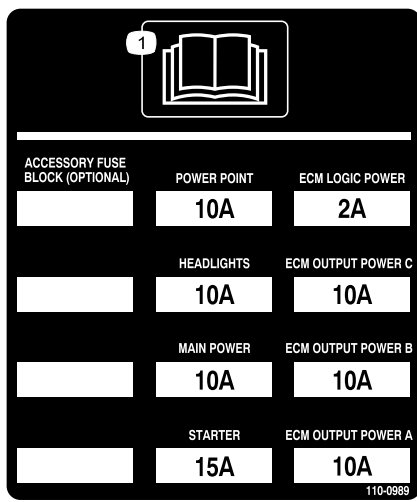 1
ACCESSORY FUSE
BLOCK (OPTIONAL)
POWER POINT
ECM LOGIC POWER
10A
2A
HEADLIGHTS
ECM OUTPUT POWER C
10A
10A
MAIN POWER
ECM OUTPUT POWER B
10A
10A
STARTER
ECM OUTPUT POWER A
15A
10A
110-0989